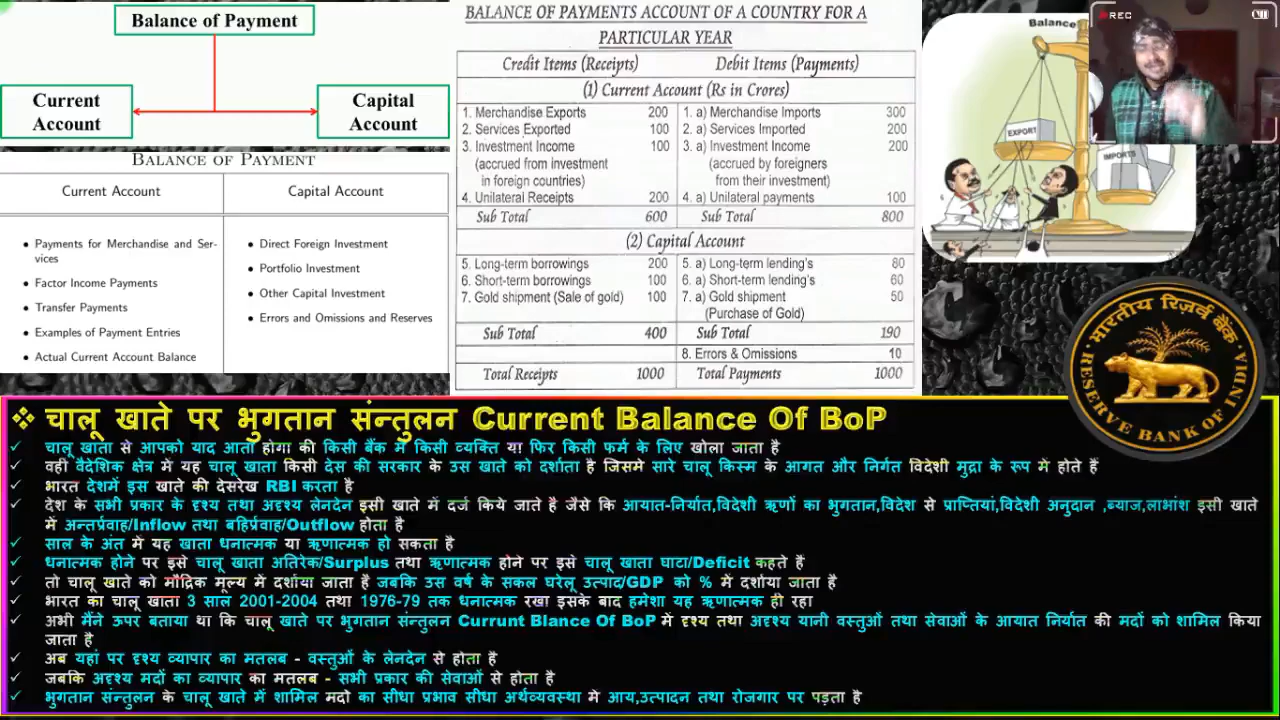 Balance of Payment
Current Account
Capital Account
BALANCE OF PAYMENT
Current Account Capital Account
• Payments for Merchandise and Ser-
vices
• Factor Income Payments
• Transfer Payments
• Examples of Payment Entries
• Actual Current Account Balance
• Direct Foreign Investment
• Portfolio Investment
• Other Capital Investment
• Errors and Omissions and Reserves
BALANCE OF PAYMENTS ACCOUNT OF A COUNTRY FOR A
PARTICULAR YEAR
Credit Items (Receipts) Debit Items (Payments)
(1) Current Account (Rs in Crores)
1. Merchandise Exports 200 1. a) Merchandise Imports 300
2. Services Exported 100 2. a) Services Imported 200
3. Investment Income 100 3. a) Investment Income 200
(accrued from investment (accrued by foreigners
in foreign countries) from their investment)
4. Unilateral Receipts 200 4. a) Unilateral payments 100
Sub Total 600 Sub Total 800
(2) Capital Account
5. Long-term borrowings 200 5. a) Long-term lending's 80
6. Short-term borrowings 100 6. a) Short-term lending's 60
7. Gold shipment (Sale of gold) 100 7. a) Gold shipment 50
(Purchase of Gold)
Sub Total 400 Sub Total 190
8. Errors & Omissions 10
Total Receipts 1000 Total Payments 1000
Balance
REC
EXPORT
IMPORTS
भारतीय रिज़र्व बैंक
RESERVE BANK OF INDIA
❖ चालू खाते पर भुगतान संन्तुलन Current Balance Of BoP
✓ चालू खाता से आपको याद आता होगा की किसी बैंक में किसी व्यक्ति या फिर किसी फर्म के लिए खोला जाता है
✓ वही वैदेशिक क्षेत्र में यह चालू खाता किसी देस की सरकार के उस खाते को दर्शाता है जिसमे सारे चालू किस्म के आगत और निर्गत विदेशी मुद्रा के रूप में होते हैं
✓ भारत देशमें इस खाते की देसरेख RBI करता है
✓ देश के सभी प्रकार के दृश्य तथा अदृश्य लेनदेन इसी खाते में दर्ज किये जाते है जैसे कि आयात-निर्यात,विदेशी ऋणों का भुगतान,विदेश से प्राप्तियां,विदेशी अनुदान ,ब्याज,लाभांश इसी खाते
में अन्तर्प्रवाह/Inflow तथा बहिर्प्रवाह/Outflow होता है
✓ साल के अंत में यह खाता धनात्मक या ऋणात्मक हो सकता है
✓ धनात्मक होने पर इसे चालू खाता अतिरेक/Surplus तथा ऋणात्मक होने पर इसे चालू खाता घाटा/Deficit कहते है
✓ तो चालू खाते को मौद्रिक मूल्य में दर्शाया जाता है जबकि उस वर्ष के सकल घरेलू उत्पाद/GDP को % में दर्शाया जाता है
✓ भारत का चालू खाता 3 साल 2001-2004 तथा 1976-79 तक धनात्मक रखा इसके बाद हमेशा यह ऋणात्मक ही रहा
✓ अभी मैंने ऊपर बताया था कि चालू खाते पर भुगतान संन्तुलन Currunt Blance Of BoP में दृश्य तथा अदृश्य यानी वस्तुओं तथा सेवाओं के आयात निर्यात की मदों को शामिल किया
जाता है
✓ अब यहां पर दृश्य व्यापार का मतलब - वस्तुओं के लेनदेन से होता है
✓ जबकि अदृश्य मदों का व्यापार का मतलब - सभी प्रकार की सेवाओं से होता है
✓ भुगतान संन्तुलन के चालू खाते में शामिल मदों का सीधा प्रभाव सीधा अर्थव्यवस्था मे आय,उत्पादन तथा रोजगार पर पड़ता है